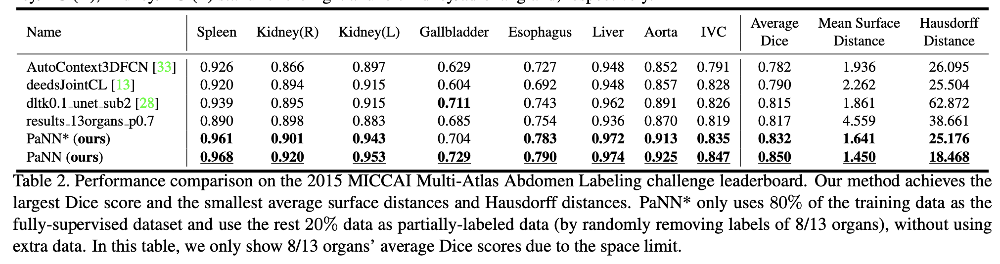 Name Spleen Kidney(R) Kidney(L) Gallbladder Esophagus Liver Aorta IVC Average Dice Mean Surface Distance Hausdorff Distance
AutoContext3DFCN [33] 0.926 0.866 0.897 0.629 0.727 0.948 0.852 0.791 0.782 1.936 26.095
deedsJointCL [13] 0.920 0.894 0.915 0.604 0.692 0.948 0.857 0.828 0.790 2.262 25.504
dltk0.1_unet_sub2 [28] 0.939 0.895 0.915 0.711 0.743 0.962 0.891 0.826 0.815 1.861 62.872
results_13organs_p0.7 0.890 0.898 0.883 0.685 0.754 0.936 0.870 0.819 0.817 4.559 38.661
PaNN* (ours) 0.961 0.901 0.943 0.704 0.783 0.972 0.913 0.835 0.832 1.641 25.176
PaNN (ours) 0.968 0.920 0.953 0.729 0.790 0.974 0.925 0.847 0.850 1.450 18.468
Table 2. Performance comparison on the 2015 MICCAI Multi-Atlas Abdomen Labeling challenge leaderboard. Our method achieves the
largest Dice score and the smallest average surface distances and Hausdorff distances. PaNN* only uses 80% of the training data as the
fully-supervised dataset and use the rest 20% data as partially-labeled data (by randomly removing labels of 8/13 organs), without using
extra data. In this table, we only show 8/13 organs' average Dice scores due to the space limit.